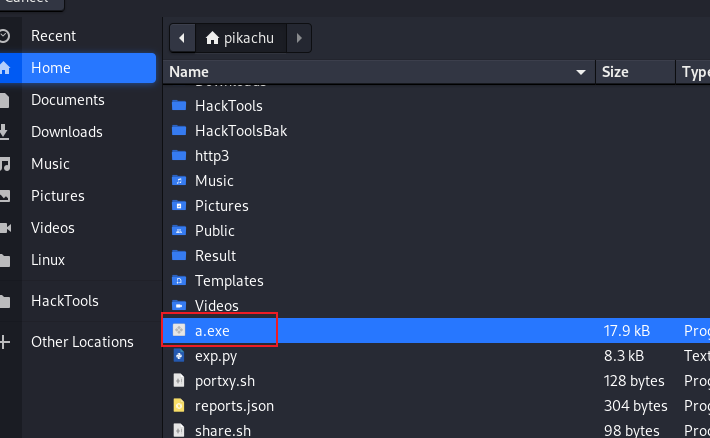 Cancel
Recent
Home
Documents
Downloads
Music
Pictures
Videos
Linux
HackTools
Other Locations
pikachu
Name Size Type
Downloads
HackTools
HackToolsBak
http3
Music
Pictures
Public
Result
Templates
Videos
a.exe 17.9 kB Prog
exp.py 8.3 kB Text
portxy.sh 128 bytes Prog
reports.json 304 bytes Prog
share.sh 98 bytes Prog